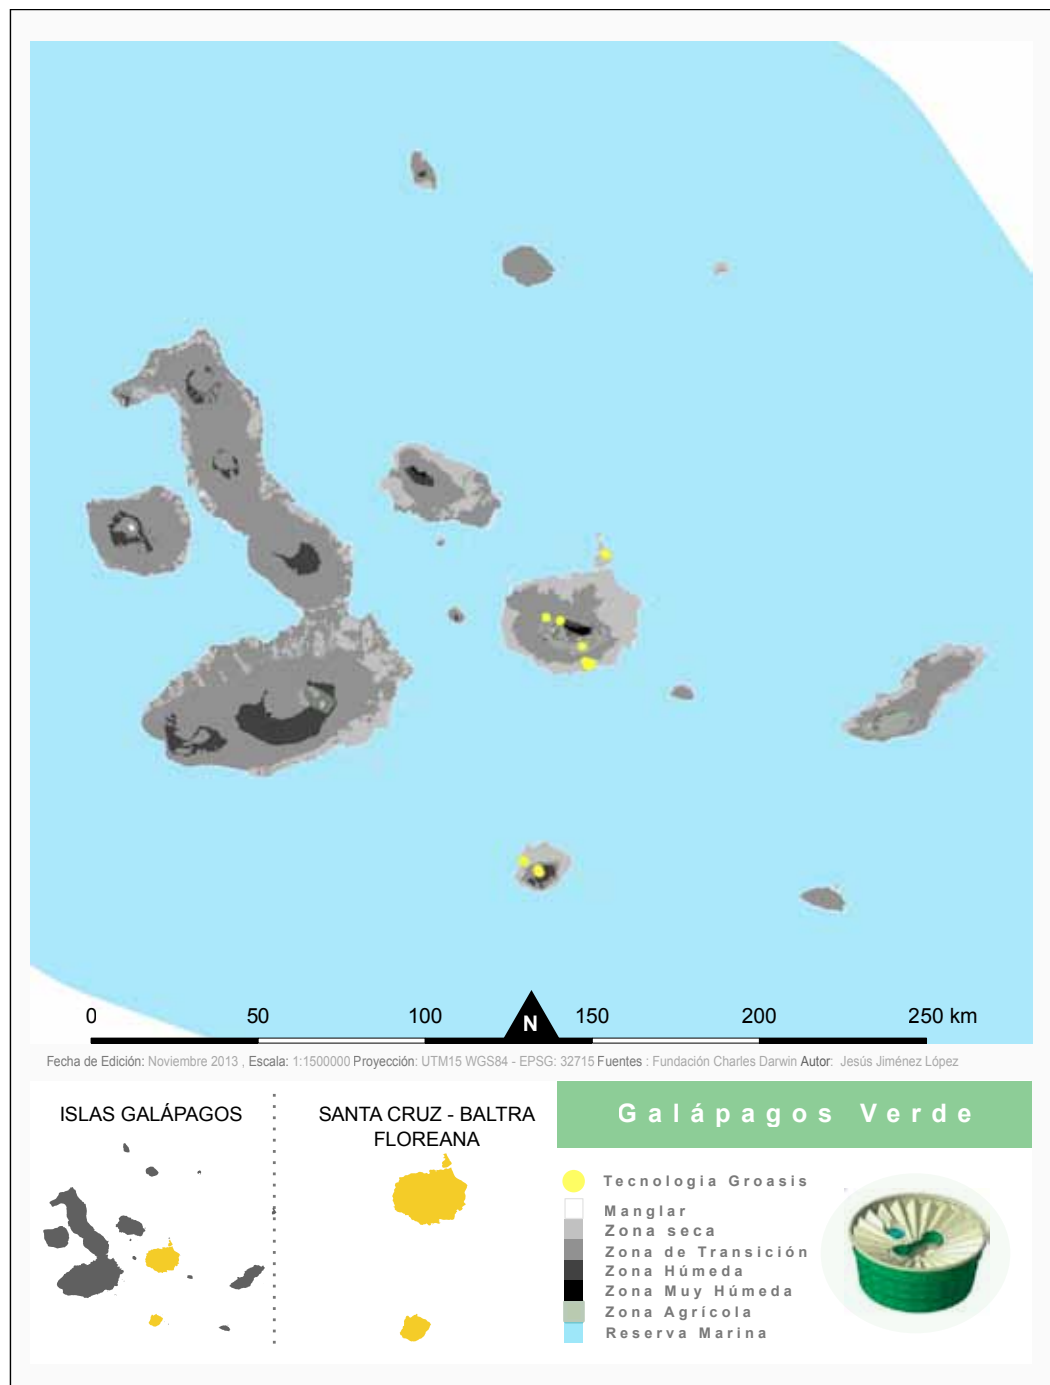 0 50 100 150 200 250 km
N
Fecha de Edición: Noviembre 2013 , Escala: 1:1500000 Proyección: UTM15 WGS84 - EPSG: 32715 Fuentes : Fundación Charles Darwin Autor: Jesús Jiménez López
ISLAS GALÁPAGOS
SANTA CRUZ - BALTRA
FLOREANA
Galápagos Verde
Tecnologia Groasis
Manglar
Zona seca
Zona de Transición
Zona Húmeda
Zona Muy Húmeda
Zona Agrícola
Reserva Marina